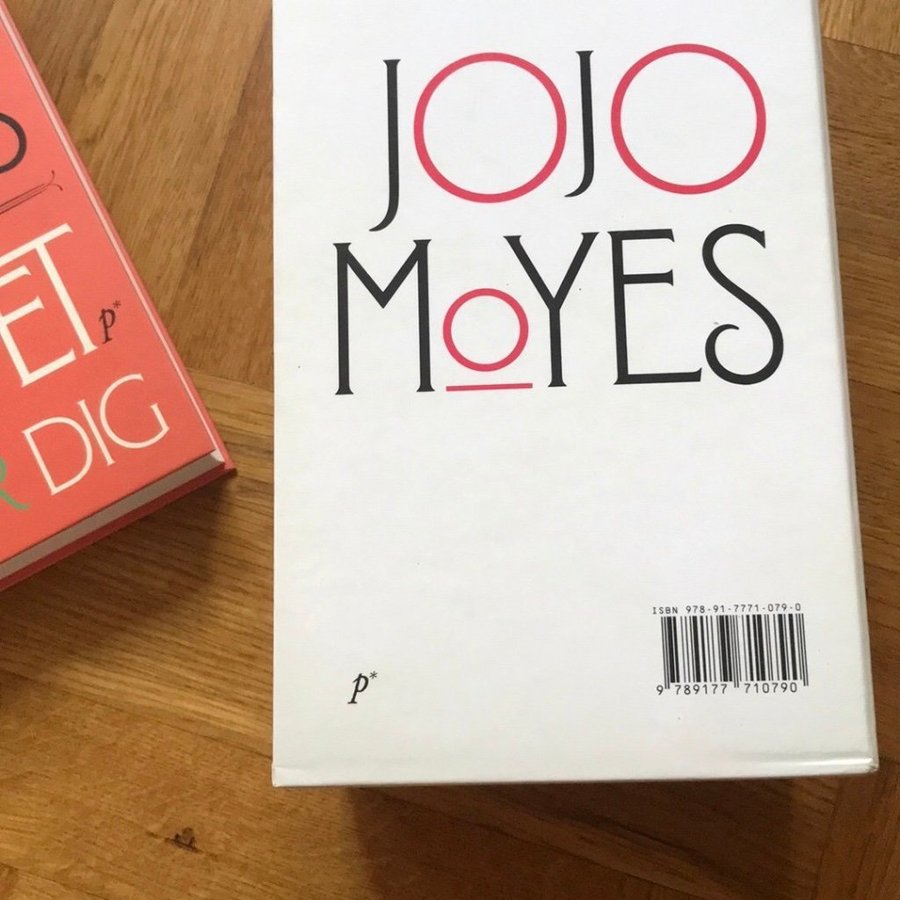 JOJO
MOYES
ISBN 978-91-7771-079-0
9 789177 710790
p*
ET
p*
DIG